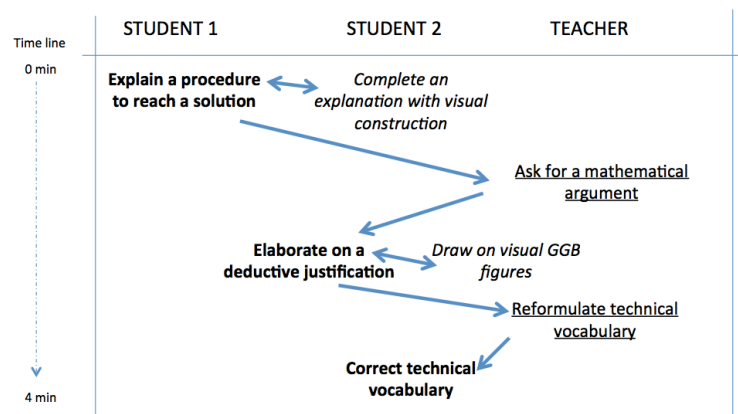 STUDENT 1 STUDENT 2 TEACHER
Time line
0 min
Explain a procedure
to reach a solution
Complete an
explanation with visual
construction
Ask for a mathematical
argument
Elaborate on a
deductive justification
Draw on visual GGB
figures
Reformulate technical
vocabulary
Correct technical
vocabulary
4 min